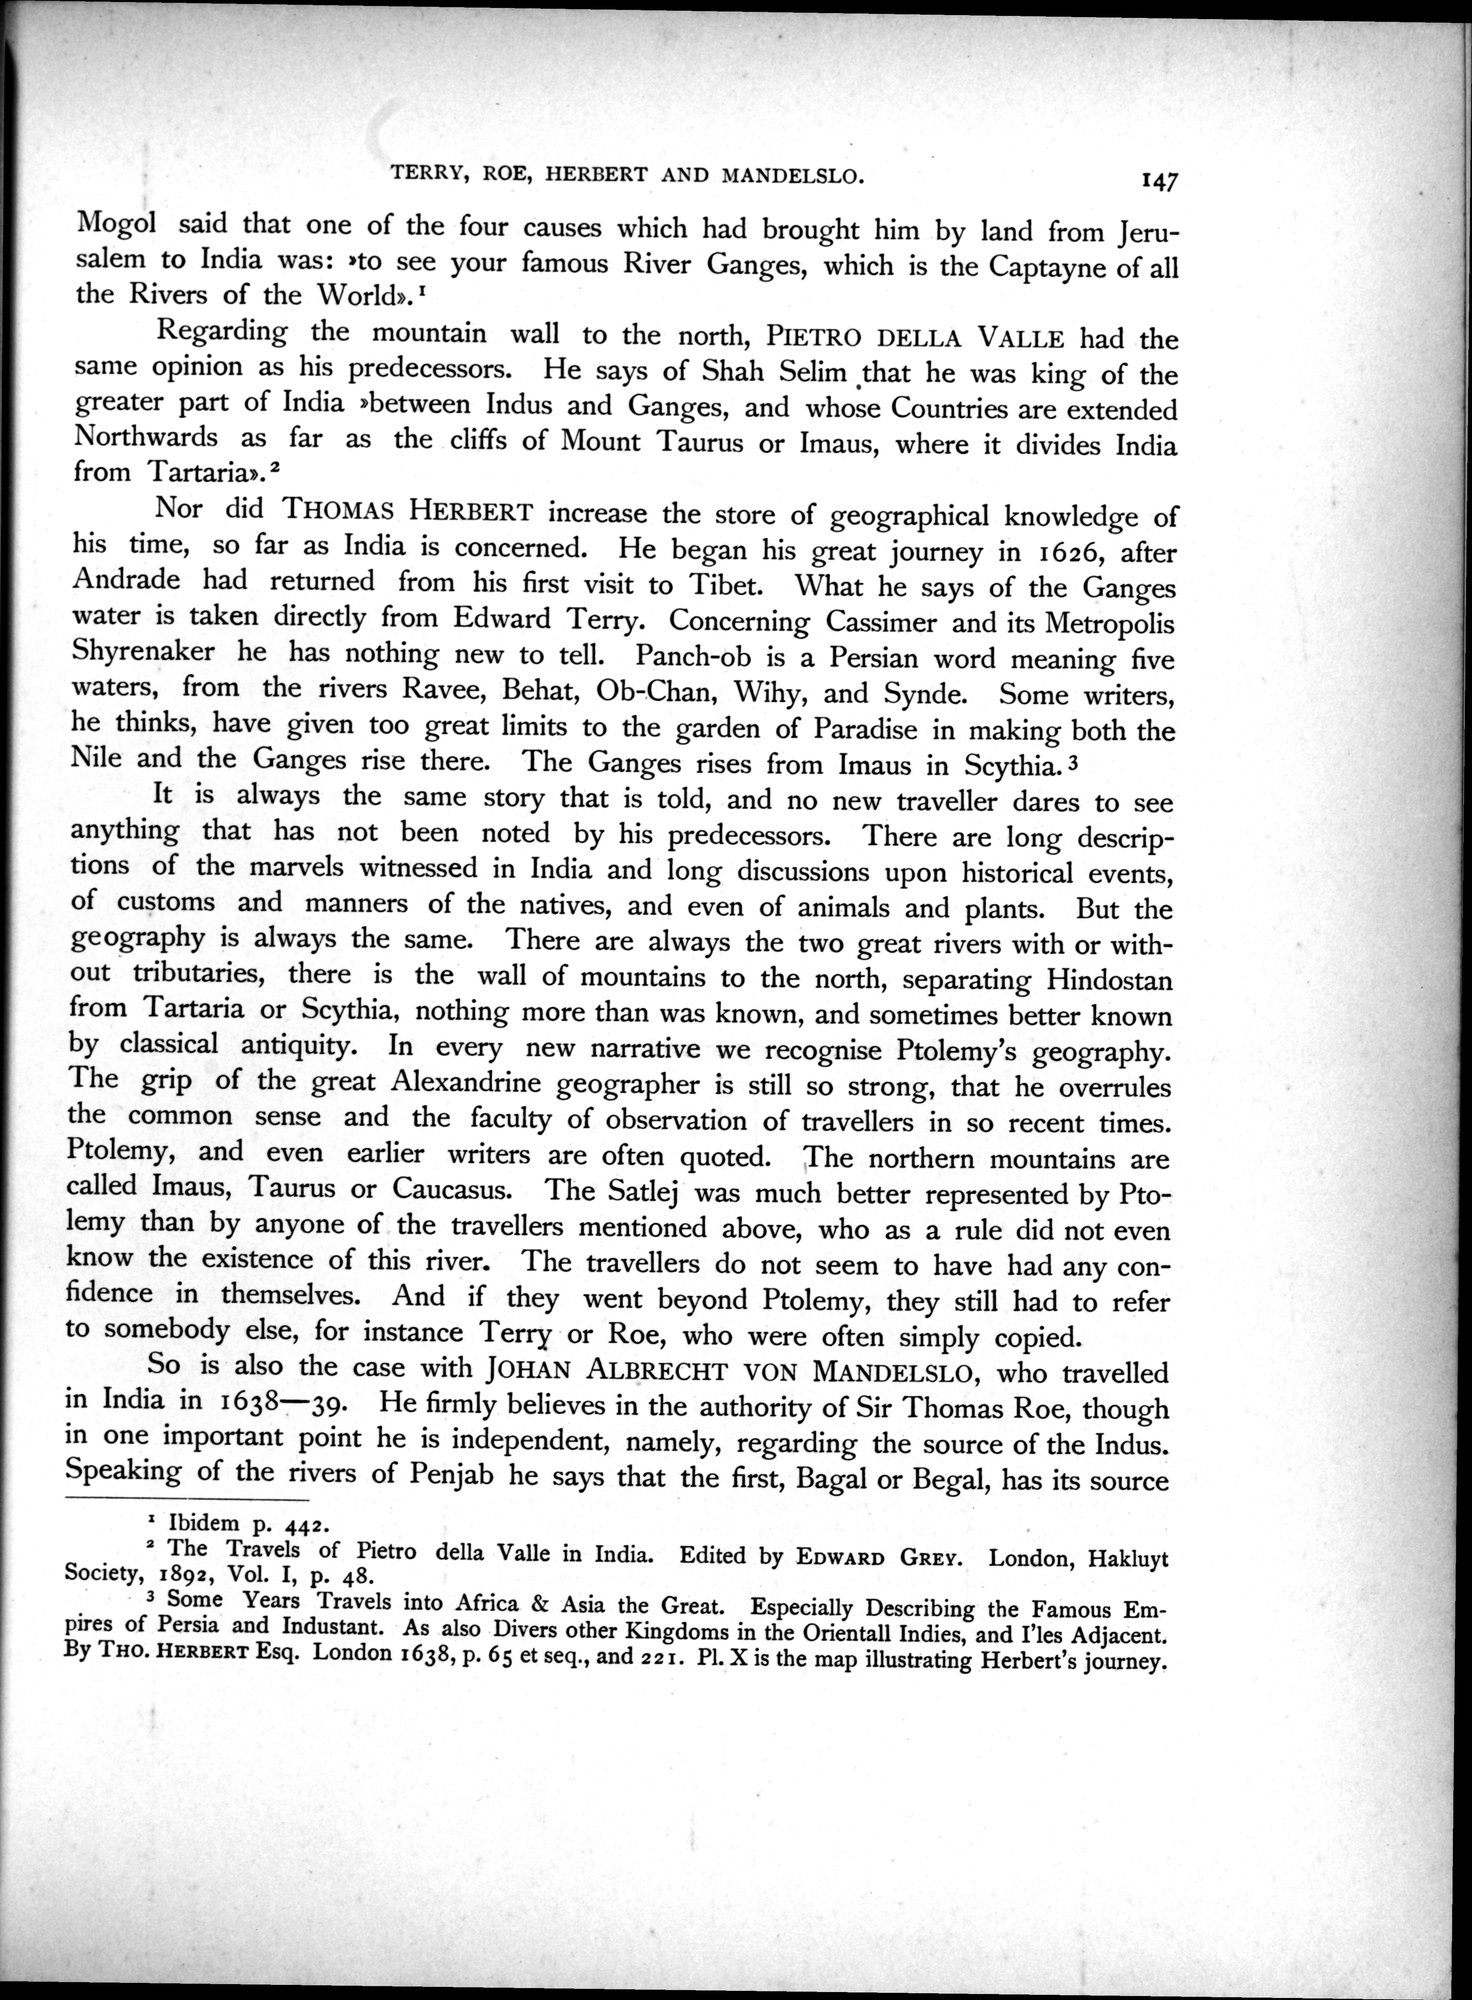 TERRY, ROE, HERBERT AND MANDELSLO.
147
Mogol said that one of the four causes which had brought him by land from Jeru-
salem to India was: »to see your famous River Ganges, which is the Captayne of all
the Rivers of the World». ¹
Regarding the mountain wall to the north, PIETRO DELLA VALLE had the
same opinion as his predecessors. He says of Shah Selim that he was king of the
greater part of India »between Indus and Ganges, and whose Countries are extended
Northwards as far as the cliffs of Mount Taurus or Imaus, where it divides India
from Tartaria». ²
Nor did THOMAS HERBERT increase the store of geographical knowledge of
his time, so far as India is concerned. He began his great journey in 1626, after
Andrade had returned from his first visit to Tibet. What he says of the Ganges
water is taken directly from Edward Terry. Concerning Cassimer and its Metropolis
Shyrenaker he has nothing new to tell. Panch-ob is a Persian word meaning five
waters, from the rivers Ravee, Behat, Ob-Chan, Wihy, and Synde. Some writers,
he thinks, have given too great limits to the garden of Paradise in making both the
Nile and the Ganges rise there. The Ganges rises from Imaus in Scythia. ³
It is always the same story that is told, and no new traveller dares to see
anything that has not been noted by his predecessors. There are long descrip-
tions of the marvels witnessed in India and long discussions upon historical events,
of customs and manners of the natives, and even of animals and plants. But the
geography is always the same. There are always the two great rivers with or with-
out tributaries, there is the wall of mountains to the north, separating Hindostan
from Tartaria or Scythia, nothing more than was known, and sometimes better known
by classical antiquity. In every new narrative we recognise Ptolemy's geography.
The grip of the great Alexandrine geographer is still so strong, that he overrules
the common sense and the faculty of observation of travellers in so recent times.
Ptolemy, and even earlier writers are often quoted. The northern mountains are
called Imaus, Taurus or Caucasus. The Satlej was much better represented by Pto-
lemy than by anyone of the travellers mentioned above, who as a rule did not even
know the existence of this river. The travellers do not seem to have had any con-
fidence in themselves. And if they went beyond Ptolemy, they still had to refer
to somebody else, for instance Terry or Roe, who were often simply copied.
So is also the case with JOHAN ALBRECHT VON MANDELSLO, who travelled
in India in 1638—39. He firmly believes in the authority of Sir Thomas Roe, though
in one important point he is independent, namely, regarding the source of the Indus.
Speaking of the rivers of Penjab he says that the first, Bagal or Begal, has its source
¹ Ibidem p. 442.
² The Travels of Pietro della Valle in India. Edited by EDWARD GREY. London, Hakluyt
Society, 1892, Vol. I, p. 48.
³ Some Years Travels into Africa & Asia the Great. Especially Describing the Famous Em-
pires of Persia and Industant. As also Divers other Kingdoms in the Orientall Indies, and I'les Adjacent.
By THO. HERBERT Esq. London 1638, p. 65 et seq., and 221. Pl. X is the map illustrating Herbert's journey.